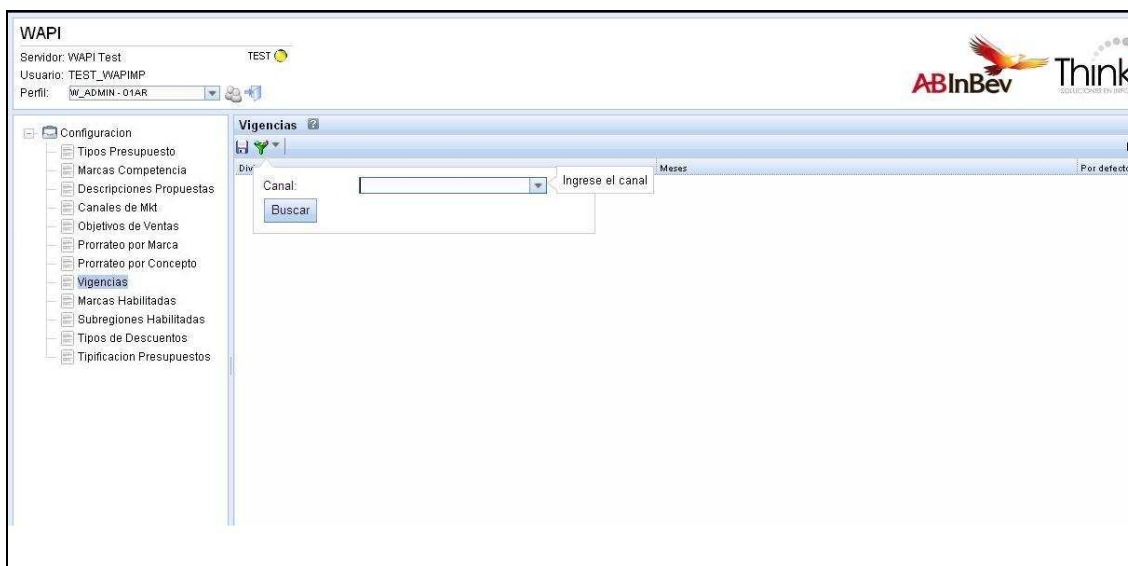 WAPI
Servidor: WAPI Test TEST
Usuario: TEST_WAPIMP
Perfil: W_ADMIN - 01AR
ABInBev
Think
Configuracion
Tipos Presupuesto
Marcas Competencia
Descripciones Propuestas
Canales de Mkt
Objetivos de Ventas
Prorrateo por Marca
Prorrateo por Concepto
Vigencias
Marcas Habilitadas
Subregiones Habilitadas
Tipos de Descuentos
Tipificacion Presupuestos
Vigencias
Meses Por defecto
Canal: Ingrese el canal
Buscar